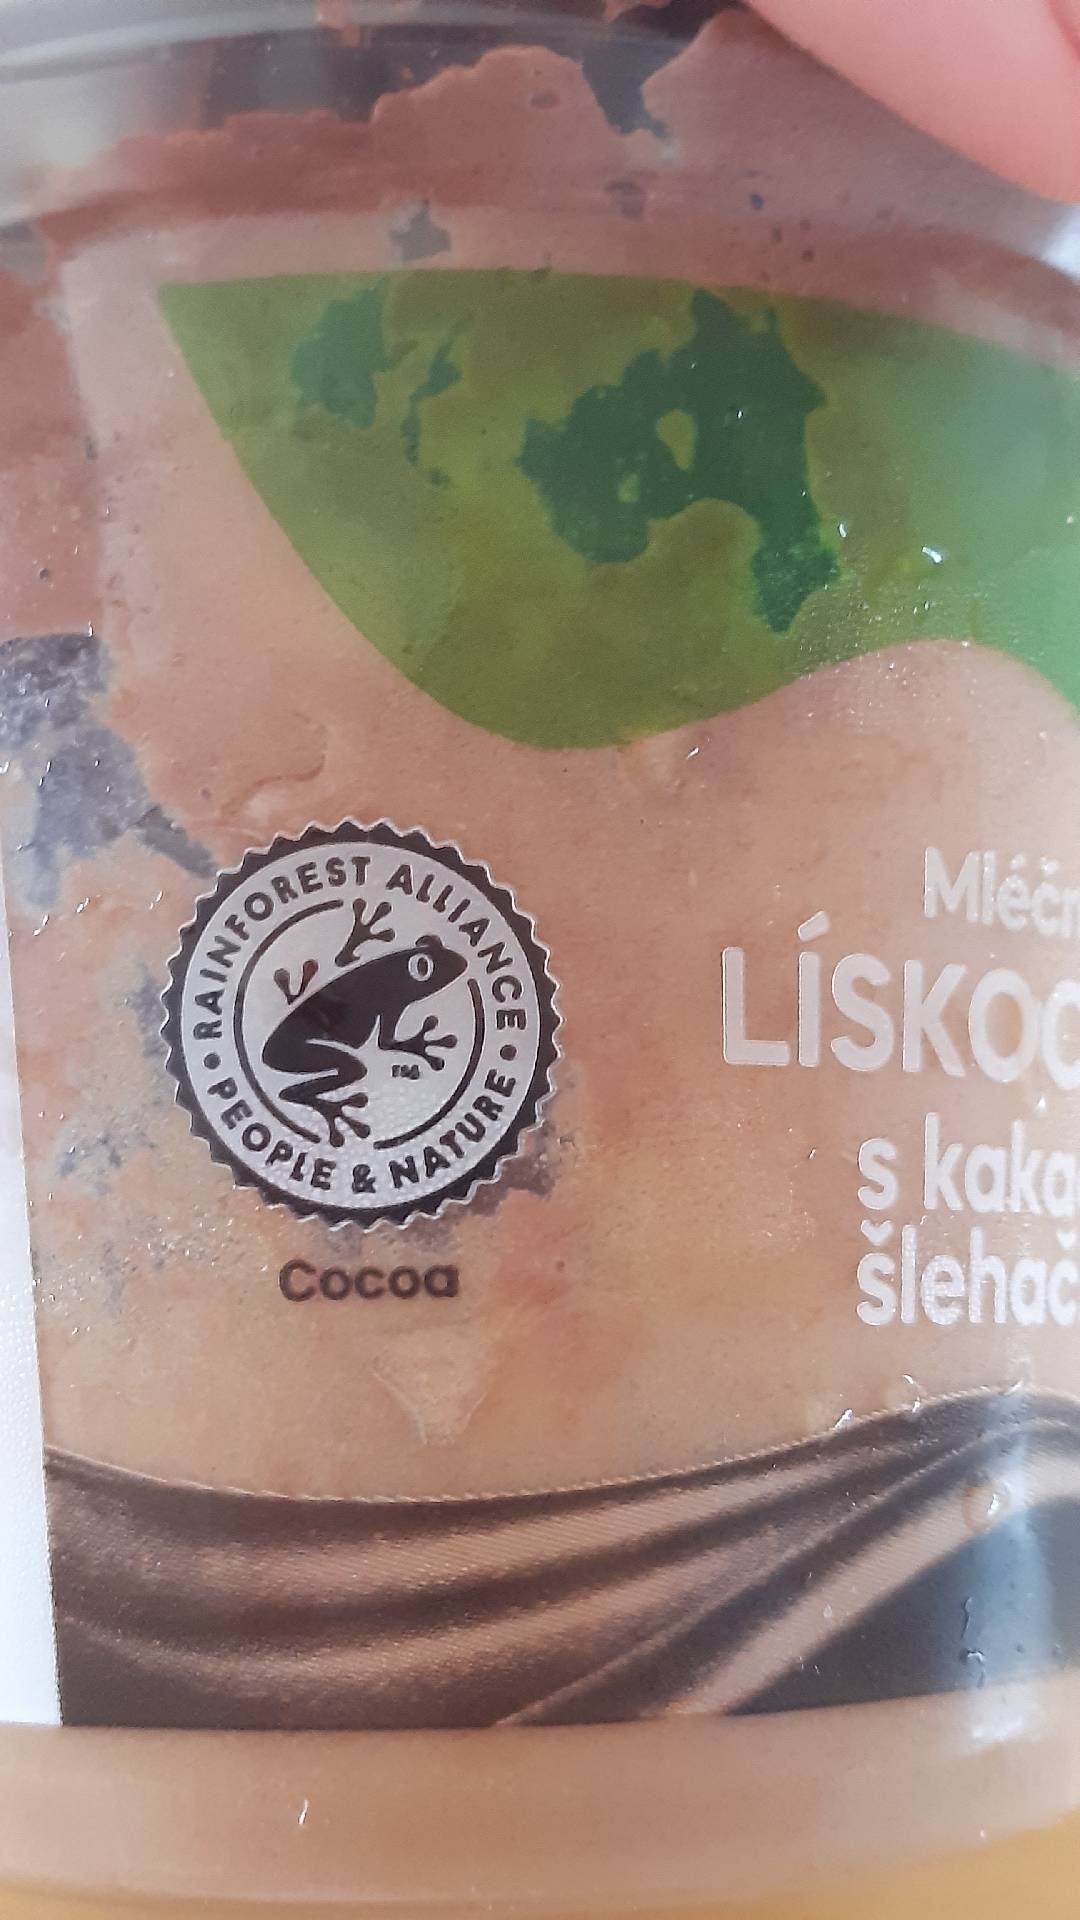 RAINFOREST ALLIANCE
• PEOPLE & NATURE •
TM
Cocoa
Mléčn
LÍSKOO
s kaka
šlehač